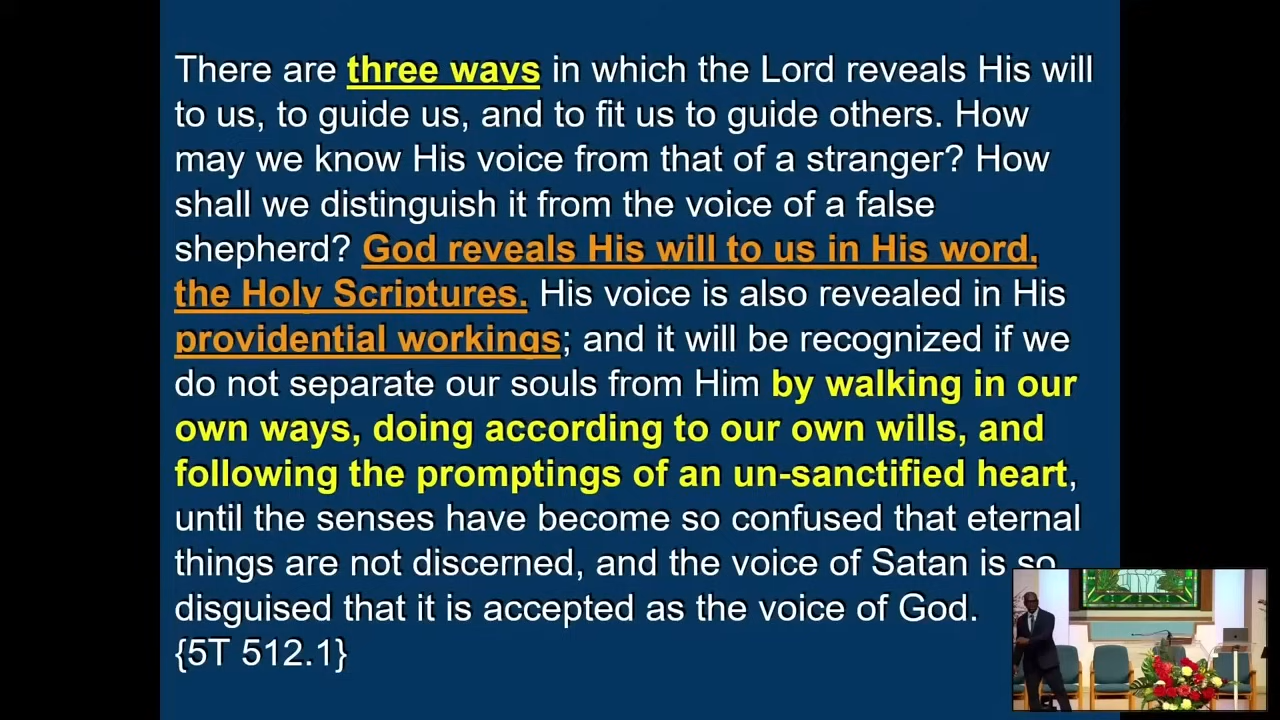 There are three ways in which the Lord reveals His will
to us, to guide us, and to fit us to guide others. How
may we know His voice from that of a stranger? How
shall we distinguish it from the voice of a false
shepherd? God reveals His will to us in His word,
the Holy Scriptures. His voice is also revealed in His
providential workings; and it will be recognized if we
do not separate our souls from Him by walking in our
own ways, doing according to our own wills, and
following the promptings of an un-sanctified heart,
until the senses have become so confused that eternal
things are not discerned, and the voice of Satan is so
disguised that it is accepted as the voice of God.
{5T 512.1}